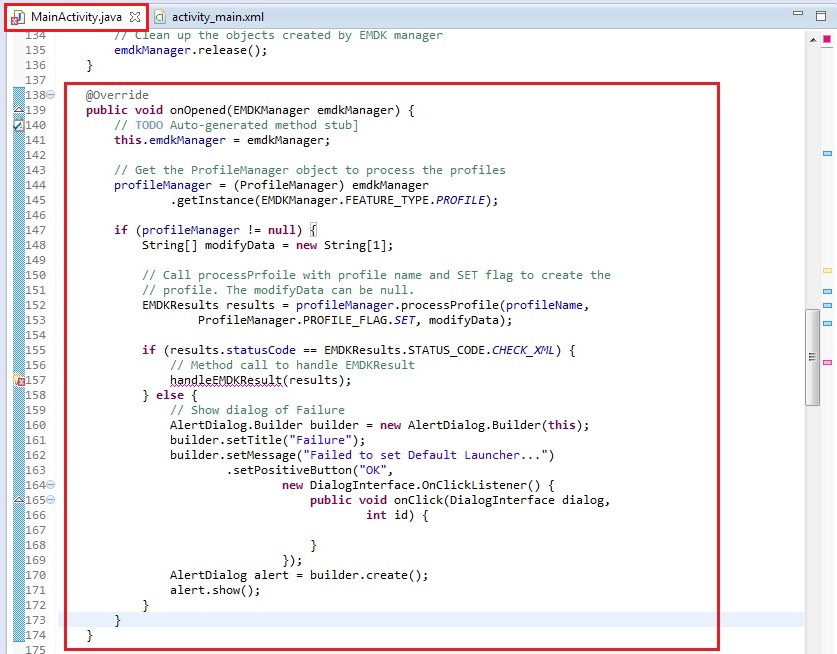 MainActivity.java activity_main.xml
134 // Clean up the objects created by EMDK manager
135 emdkManager.release();
136 }
137
138 @Override
139 public void onOpened(EMDKManager emdkManager) {
140 // TODO Auto-generated method stub]
141 this.emdkManager = emdkManager;
142
143 // Get the ProfileManager object to process the profiles
144 profileManager = (ProfileManager) emdkManager
145 .getInstance(EMDKManager.FEATURE_TYPE.PROFILE);
146
147 if (profileManager != null) {
148 String[] modifyData = new String[1];
149
150 // Call processPrfoile with profile name and SET flag to create the
151 // profile. The modifyData can be null.
152 EMDKResults results = profileManager.processProfile(profileName,
153 ProfileManager.PROFILE_FLAG.SET, modifyData);
154
155 if (results.statusCode == EMDKResults.STATUS_CODE.CHECK_XML) {
156 // Method call to handle EMDKResult
157 handleEMDKResult(results);
158 } else {
159 // Show dialog of Failure
160 AlertDialog.Builder builder = new AlertDialog.Builder(this);
161 builder.setTitle("Failure");
162 builder.setMessage("Failed to set Default Launcher...")
163 .setPositiveButton("OK",
164 new DialogInterface.OnClickListener() {
165 public void onClick(DialogInterface dialog,
166 int id) {
167
168 }
169 });
170 AlertDialog alert = builder.create();
171 alert.show();
172 }
173 }
174 }
175